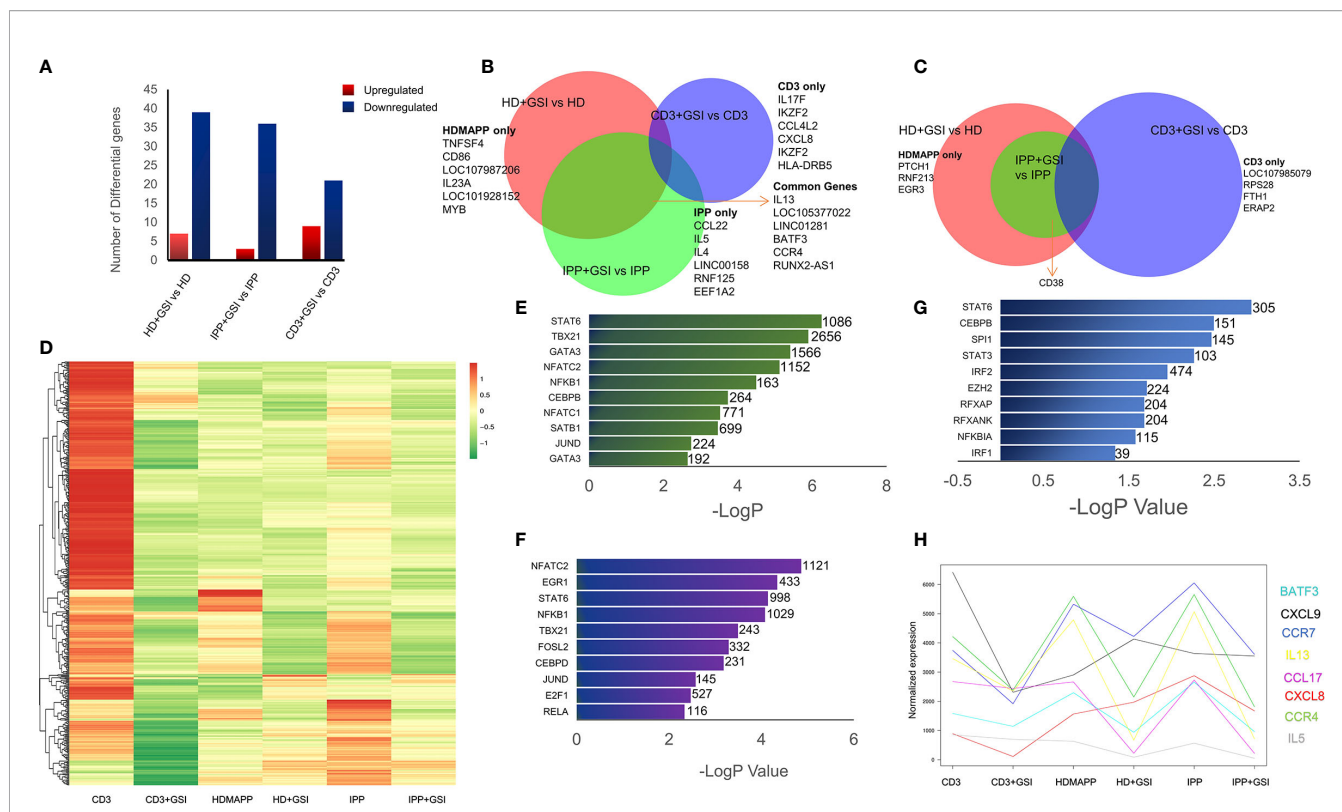 A
Number of Differential genes
45
40
35
30
25
20
15
10
5
0
Upregulated
Downregulated
HD+GSI vs HD
IPP+GSI vs IPP
CD3+GSI vs CD3
B
HD+GSI vs HD
CD3+GSI vs CD3
IPP+GSI vs IPP
HDMAPP only
TNFSF4
CD86
LOC107987206
IL23A
LOC101928152
MYB
CD3 only
IL17F
IKZF2
CCL4L2
CXCL8
IKZF2
HLA-DRB5
IPP only
CCL22
IL5
IL4
LINC00158
RNF125
EEF1A2
Common Genes
IL13
LOC105377022
LINC01281
BATF3
CCR4
RUNX2-AS1
C
HD+GSI vs HD
IPP+GSI
vs IPP
CD3+GSI vs CD3
HDMAPP only
PTCH1
RNF213
EGR3
CD3 only
LOC107985079
RPS28
FTH1
ERAP2
CD38
D
1
0.5
0
−0.5
−1
CD3
CD3+GSI
HDMAPP
HD+GSI
IPP
IPP+GSI
E
STAT6 1086
TBX21 2656
GATA3 1566
NFATC2 1152
NFKB1 163
CEBPB 264
NFATC1 771
SATB1 699
JUND 224
GATA3 192
0 2 4 6 8
-LogP
F
NFATC2 1121
EGR1 433
STAT6 998
NFKB1 1029
TBX21 243
FOSL2 332
CEBPD 231
JUND 145
E2F1 527
RELA 116
0 2 4 6
-LogP Value
G
STAT6 305
CEBPB 151
SPI1 145
STAT3 103
IRF2 474
EZH2 224
RFXAP 204
RFXANK 204
NFKBIA 115
IRF1 39
-0.5 0.5 1.5 2.5 3.5
-LogP Value
H
Normalized expression
6000
5000
4000
3000
2000
1000
0
CD3
CD3+GSI
HDMAPP
HD+GSI
IPP
IPP+GSI
BATF3
CXCL9
CCR7
IL13
CCL17
CXCL8
CCR4
IL5